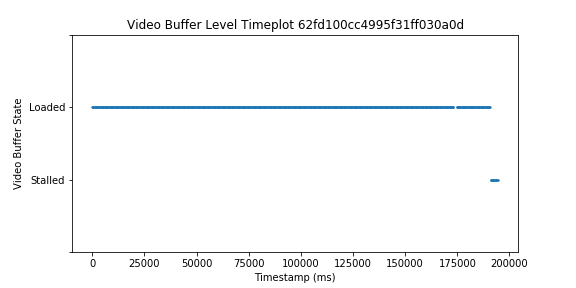 Video Buffer Level Timeplot 62fd100cc4995f31ff030a0d
Video Buffer State
Loaded
Stalled
0 25000 50000 75000 100000 125000 150000 175000 200000
Timestamp (ms)